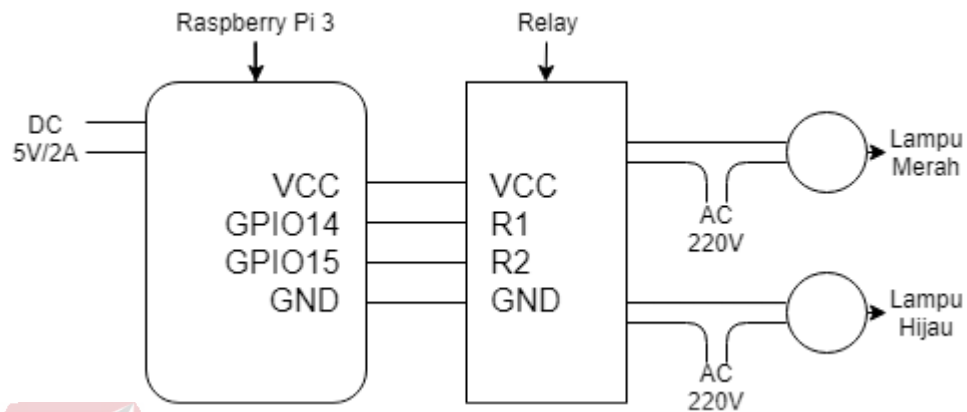 Raspberry Pi 3
Relay
DC
5V/2A
VCC
GPIO14
GPIO15
GND
VCC
R1
R2
GND
Lampu
Merah
AC
220V
Lampu
Hijau
AC
220V